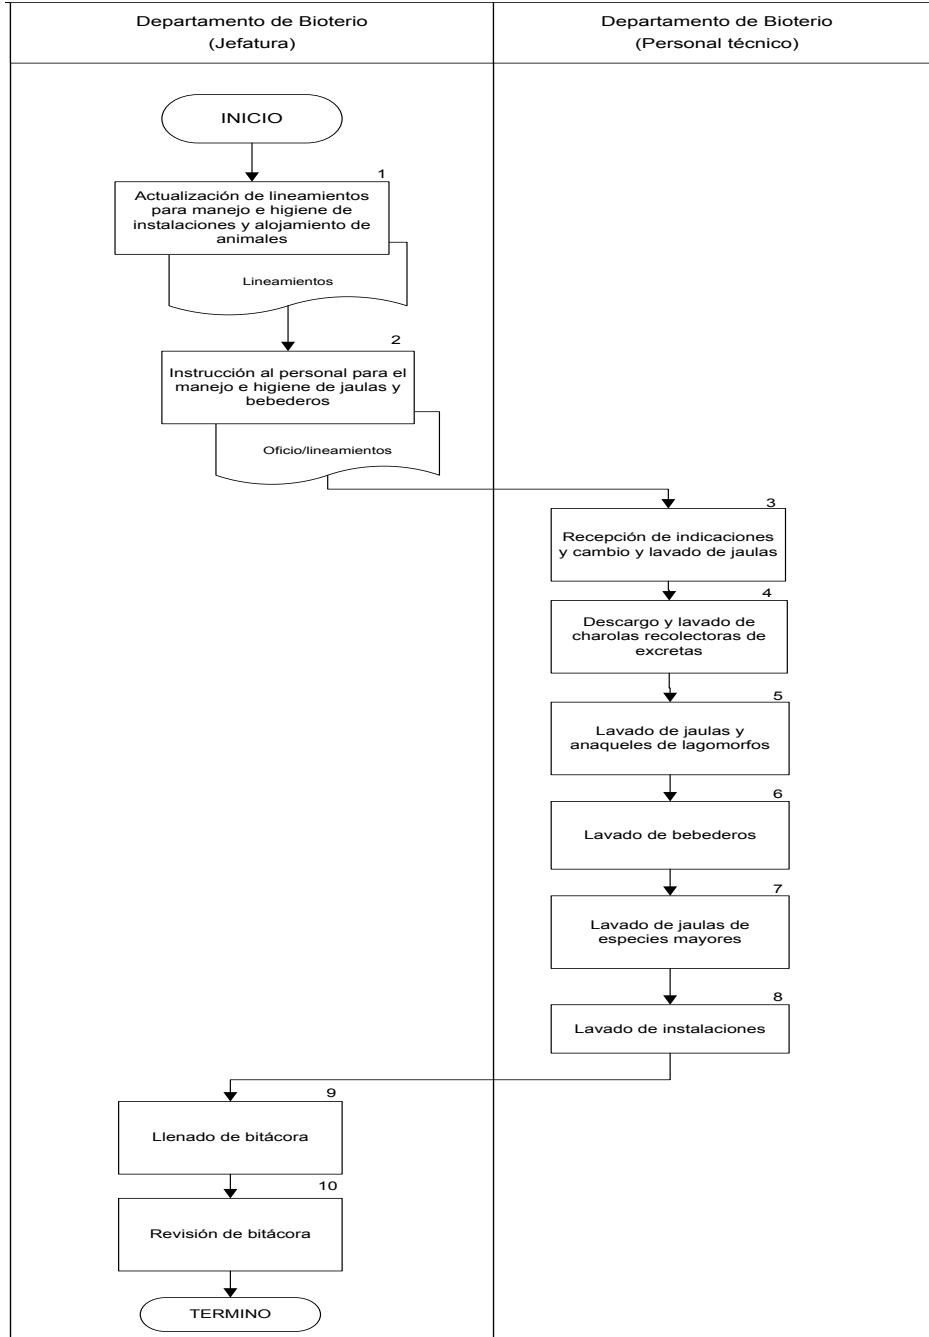 Departamento de Bioterio
(Jefatura)
Departamento de Bioterio
(Personal técnico)
INICIO
1
Actualización de lineamientos
para manejo e higiene de
instalaciones y alojamiento de
animales
Lineamientos
2
Instrucción al personal para el
manejo e higiene de jaulas y
bebederos
Oficio/lineamientos
3
Recepción de indicaciones
y cambio y lavado de jaulas
4
Descargo y lavado de
charolas recolectoras de
excretas
5
Lavado de jaulas y
anaqueles de lagomorfos
6
Lavado de bebederos
7
Lavado de jaulas de
especies mayores
8
Lavado de instalaciones
9
Llenado de bitácora
10
Revisión de bitácora
TERMINO